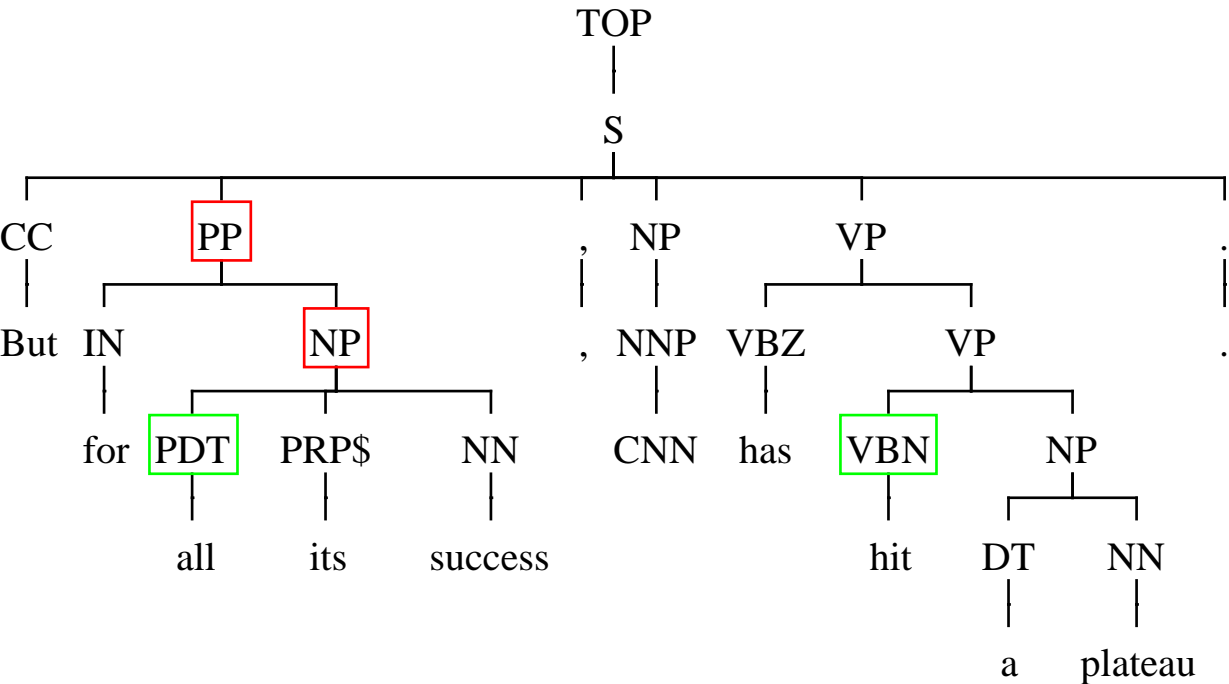 TOP
S
CC PP , NP VP .
But IN NP , NNP VBZ VP .
for PDT PRP$ NN CNN has VBN NP
all its success hit DT NN
a plateau